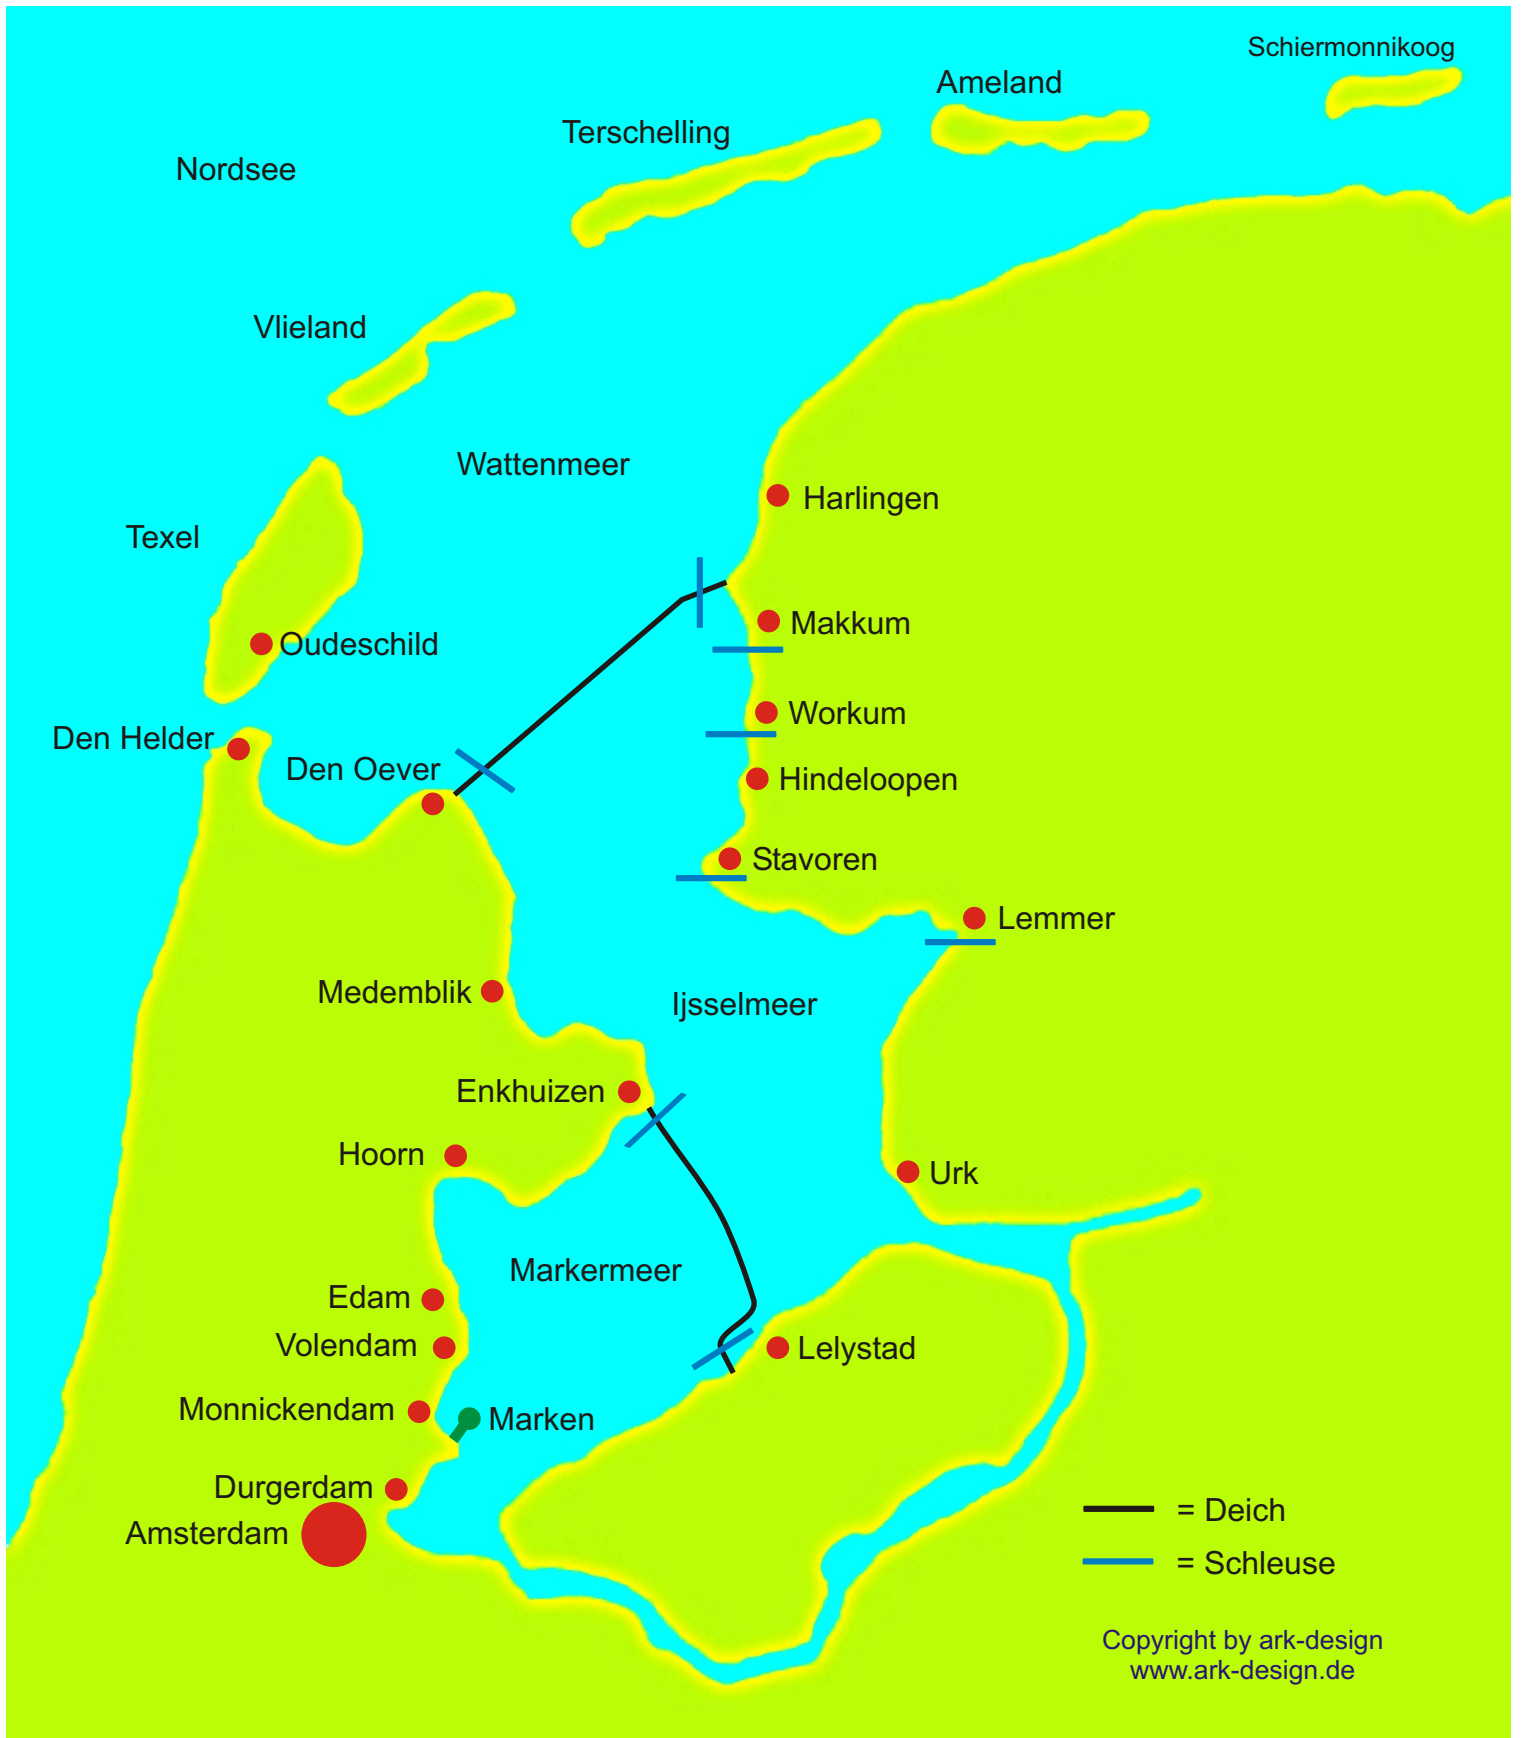 Schiermonnikoog
Ameland
Terschelling
Nordsee
Vlieland
Wattenmeer
Harlingen
Texel
Makkum
Oudeschild
Workum
Den Helder
Den Oever
Hindeloopen
Stavoren
Lemmer
Medemblik
Ijsselmeer
Enkhuizen
Hoorn
Urk
Markermeer
Edam
Volendam
Lelystad
Monnickendam
Marken
Durgerdam
Amsterdam
= Deich
= Schleuse
Copyright by ark-design
www.ark-design.de